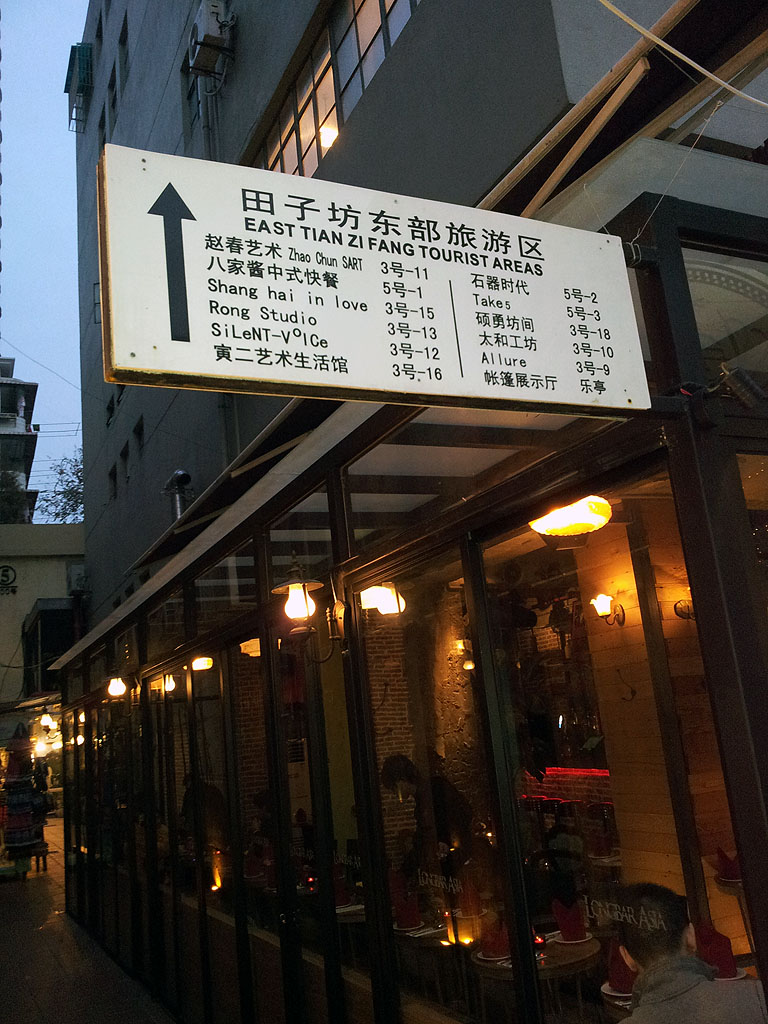 田子坊东部旅游区
EAST TIAN ZI FANG TOURIST AREAS
赵春艺术 Zhao Chun SART 3号-11
八家酱中式快餐 5号-1
Shang hai in love 3号-15
Rong Studio 3号-13
SiLeNT-VoICe 3号-12
寅二艺术生活馆 3号-16
石器时代 5号-2
Take5 5号-3
硕勇坊间 3号-18
太和工坊 3号-10
Allure 3号-9
帐篷展示厅 乐亭
5
LONGBAR ASIA
LONGBAR ASIA